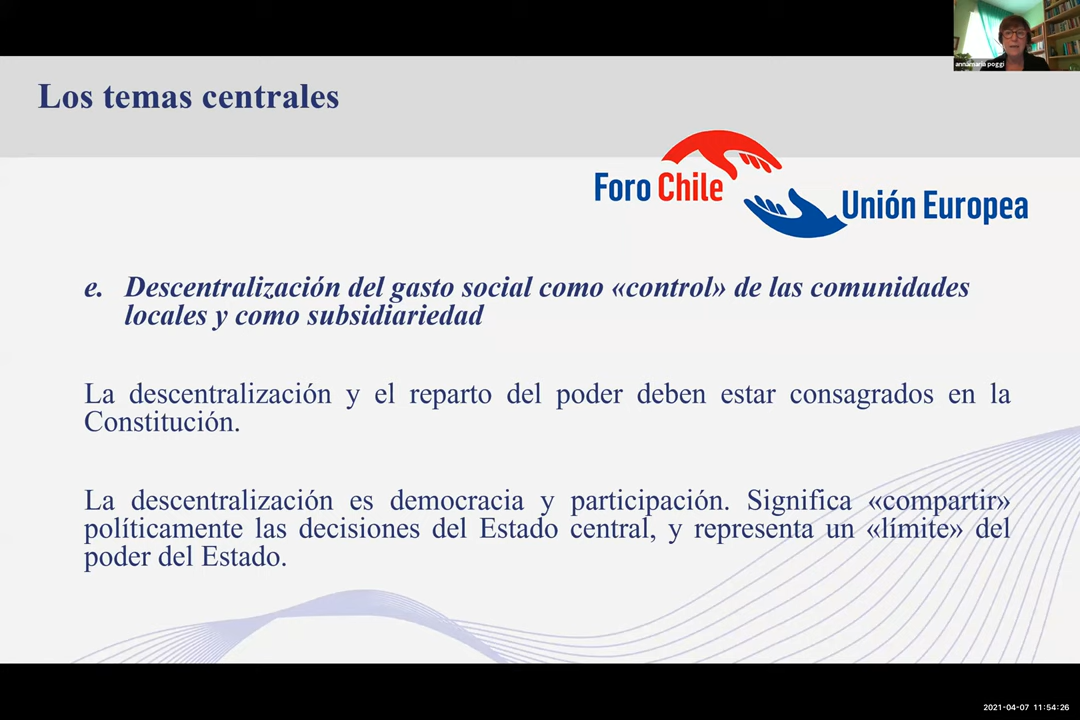 annamaria poggi
Los temas centrales
Foro Chile
Unión Europea
e. Descentralización del gasto social como «control» de las comunidades
locales y como subsidiariedad
La descentralización y el reparto del poder deben estar consagrados en la
Constitución.
La descentralización es democracia y participación. Significa «compartir»
políticamente las decisiones del Estado central, y representa un «límite» del
poder del Estado.
2021-04-07 11:54:26